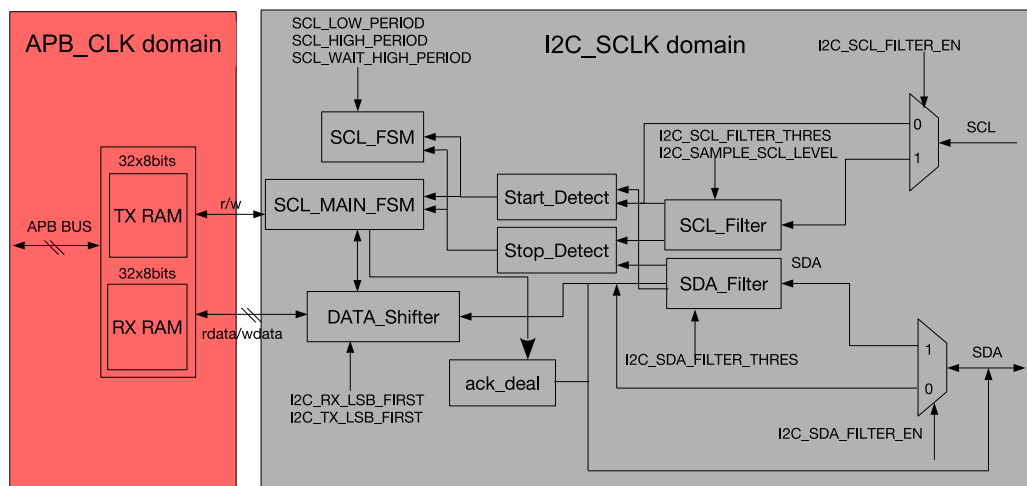 APB_CLK domain
32x8bits
TX RAM
APB BUS
32x8bits
RX RAM
r/w
rdata/wdata
SCL_LOW_PERIOD
SCL_HIGH_PERIOD
SCL_WAIT_HIGH_PERIOD
I2C_SCLK domain
I2C_SCL_FILTER_EN
SCL_FSM
0
1
SCL
I2C_SCL_FILTER_THRES
I2C_SAMPLE_SCL_LEVEL
SCL_MAIN_FSM
Start_Detect
SCL_Filter
Stop_Detect
SDA
SDA_Filter
DATA_Shifter
I2C_SDA_FILTER_THRES
1
0
SDA
ack_deal
I2C_RX_LSB_FIRST
I2C_TX_LSB_FIRST
I2C_SDA_FILTER_EN